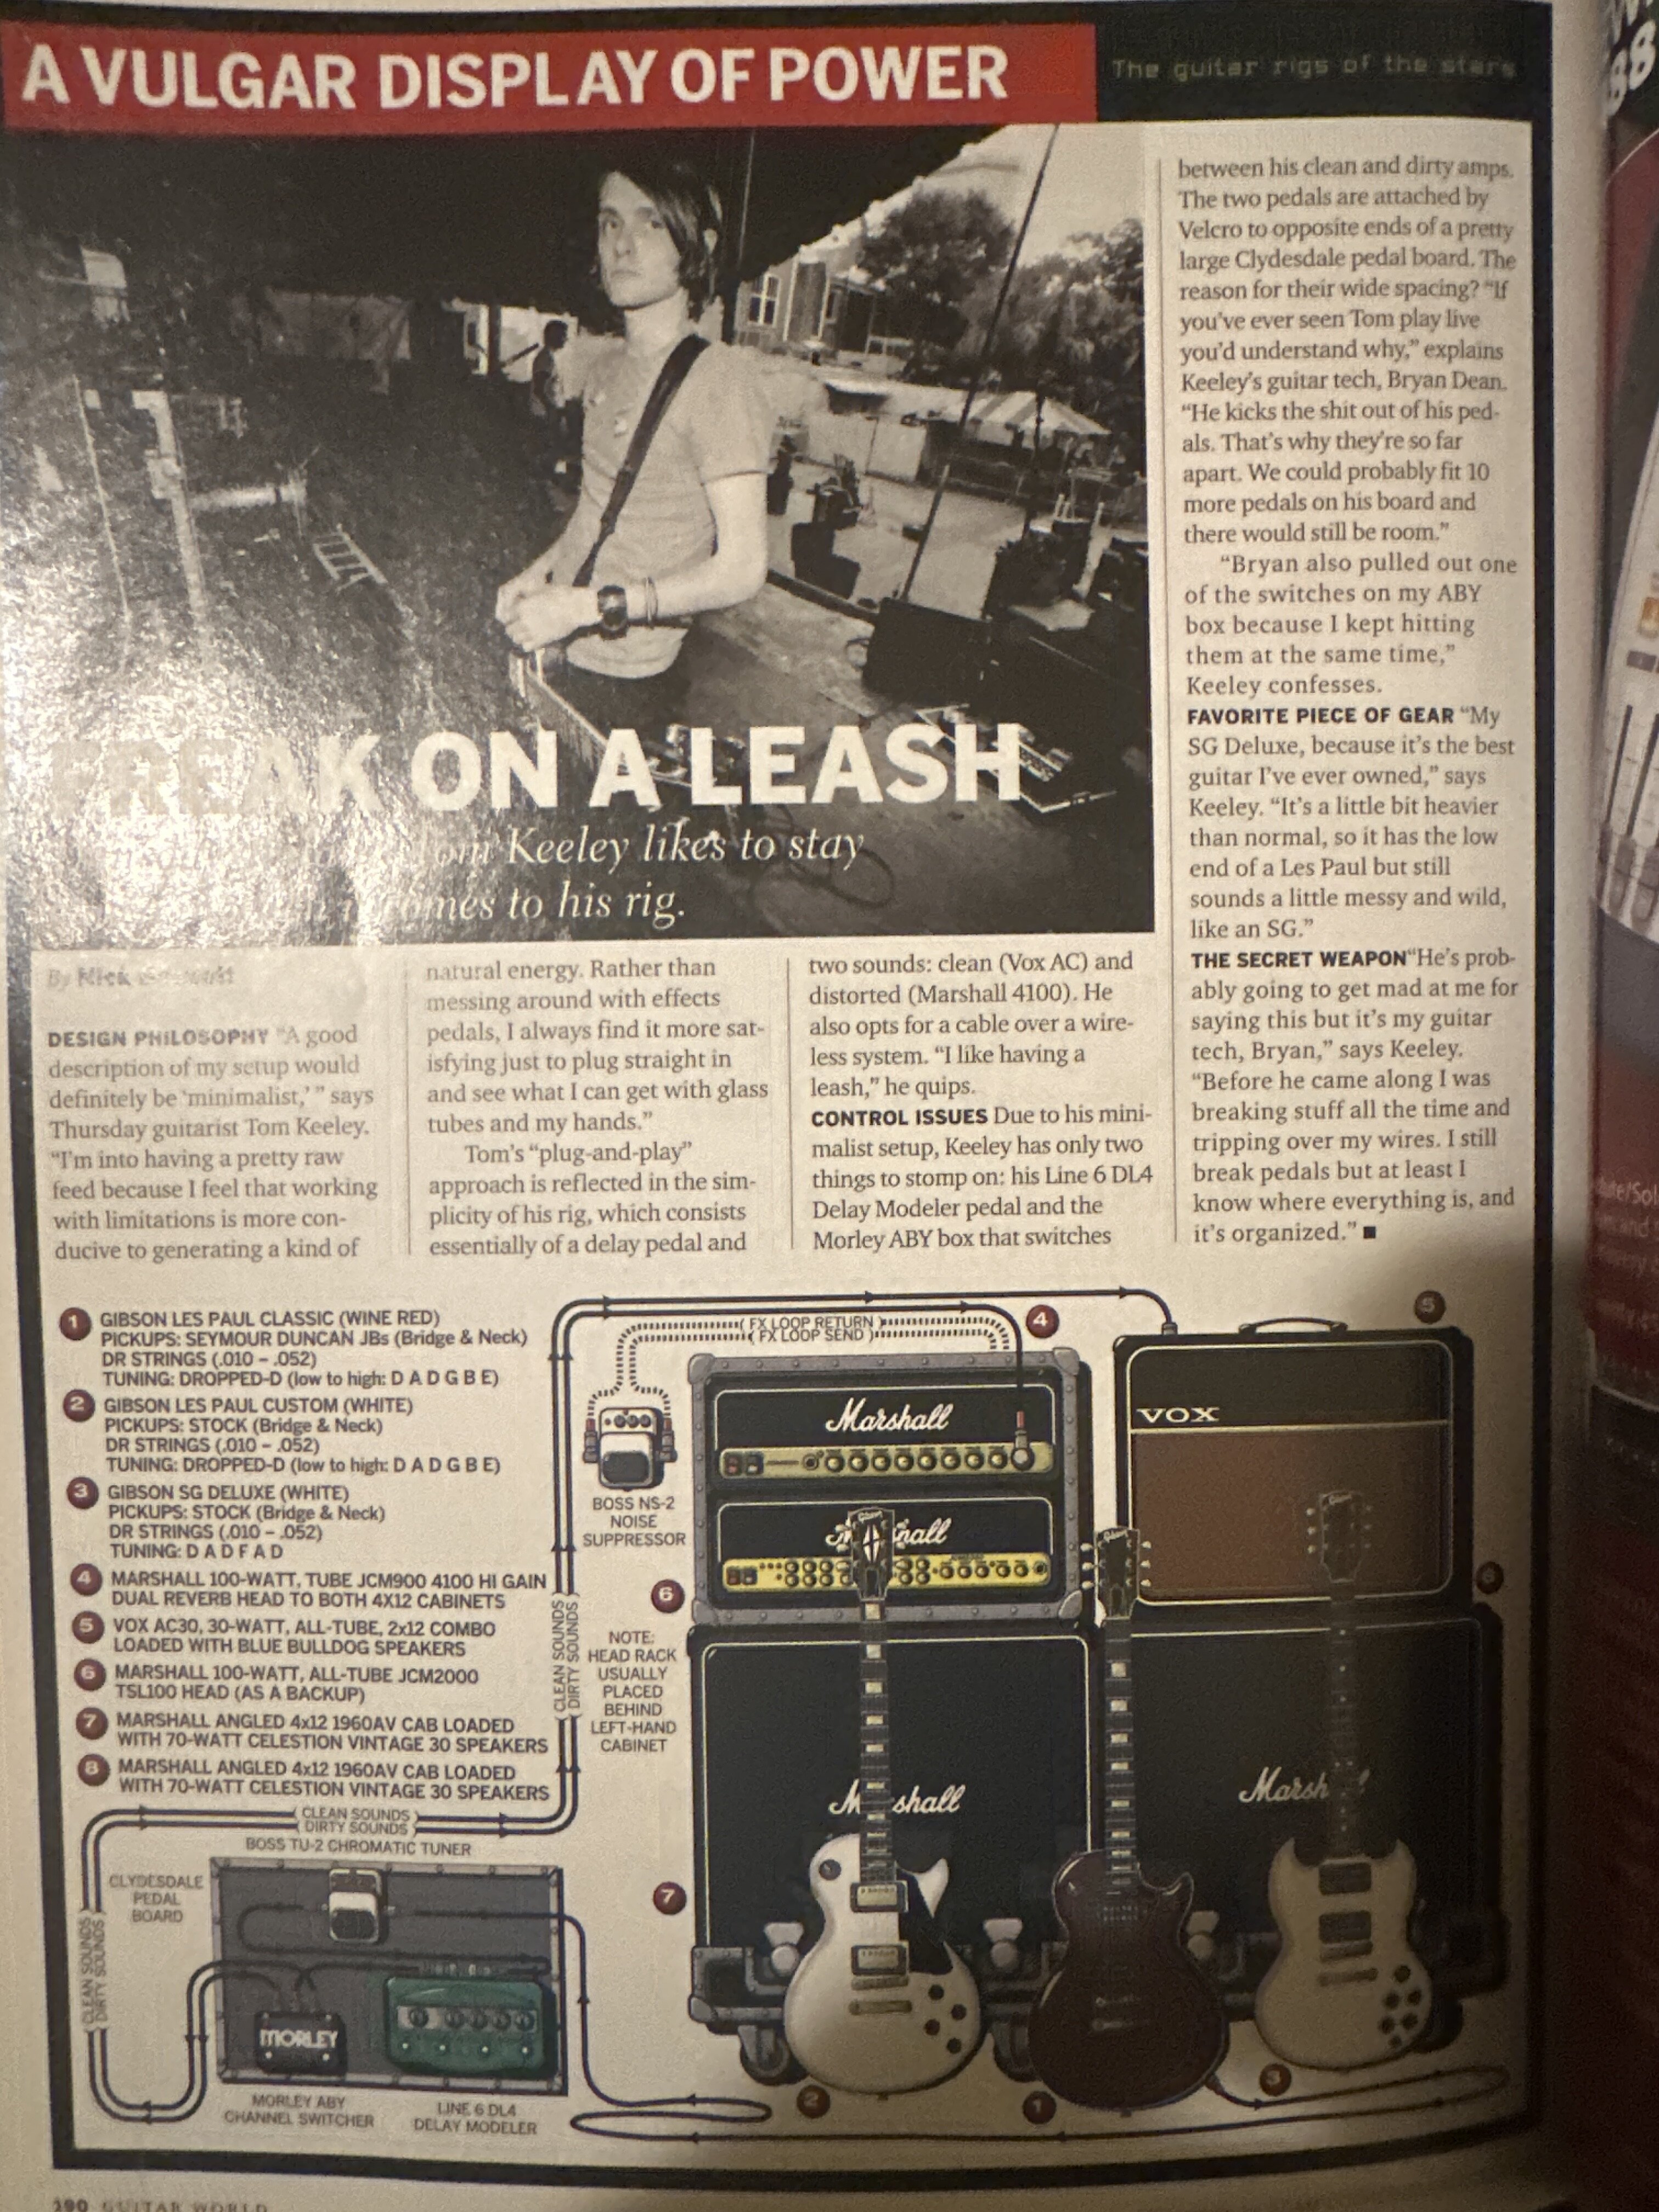 A VULGAR DISPLAY OF POWER
The guitar rigs of the stars
REAK ON A LEASH
Keeley likes to stay
to his rig.
By Nick
DESIGN PHILOSOPHY “A good
description of my setup would
definitely be ‘minimalist,’ ” says
Thursday guitarist Tom Keeley.
“I’m into having a pretty raw
feed because I feel that working
with limitations is more con-
ducive to generating a kind of
natural energy. Rather than
messing around with effects
pedals, I always find it more sat-
isfying just to plug straight in
and see what I can get with glass
tubes and my hands.”
Tom’s “plug-and-play”
approach is reflected in the sim-
plicity of his rig, which consists
essentially of a delay pedal and
two sounds: clean (Vox AC) and
distorted (Marshall 4100). He
also opts for a cable over a wire-
less system. “I like having a
leash,” he quips.
CONTROL ISSUES Due to his mini-
malist setup, Keeley has only two
things to stomp on: his Line 6 DL4
Delay Modeler pedal and the
Morley ABY box that switches
between his clean and dirty amps.
The two pedals are attached by
Velcro to opposite ends of a pretty
large Clydesdale pedal board. The
reason for their wide spacing? “If
you’ve ever seen Tom play live
you’d understand why,” explains
Keeley’s guitar tech, Bryan Dean.
“He kicks the shit out of his ped-
als. That’s why they’re so far
apart. We could probably fit 10
more pedals on his board and
there would still be room.”
“Bryan also pulled out one
of the switches on my ABY
box because I kept hitting
them at the same time,”
Keeley confesses.
FAVORITE PIECE OF GEAR “My
SG Deluxe, because it’s the best
guitar I’ve ever owned,” says
Keeley. “It’s a little bit heavier
than normal, so it has the low
end of a Les Paul but still
sounds a little messy and wild,
like an SG.”
THE SECRET WEAPON “He’s prob-
ably going to get mad at me for
saying this but it’s my guitar
tech, Bryan,” says Keeley.
“Before he came along I was
breaking stuff all the time and
tripping over my wires. I still
break pedals but at least I
know where everything is, and
it’s organized.” ■
1 GIBSON LES PAUL CLASSIC (WINE RED)
PICKUPS: SEYMOUR DUNCAN JBs (Bridge & Neck)
DR STRINGS (.010 – .052)
TUNING: DROPPED-D (low to high: D A D G B E)
2 GIBSON LES PAUL CUSTOM (WHITE)
PICKUPS: STOCK (Bridge & Neck)
DR STRINGS (.010 – .052)
TUNING: DROPPED-D (low to high: D A D G B E)
3 GIBSON SG DELUXE (WHITE)
PICKUPS: STOCK (Bridge & Neck)
DR STRINGS (.010 – .052)
TUNING: D A D F A D
4 MARSHALL 100-WATT, TUBE JCM900 4100 HI GAIN
DUAL REVERB HEAD TO BOTH 4X12 CABINETS
5 VOX AC30, 30-WATT, ALL-TUBE, 2x12 COMBO
LOADED WITH BLUE BULLDOG SPEAKERS
6 MARSHALL 100-WATT, ALL-TUBE JCM2000
TSL100 HEAD (AS A BACKUP)
7 MARSHALL ANGLED 4x12 1960AV CAB LOADED
WITH 70-WATT CELESTION VINTAGE 30 SPEAKERS
8 MARSHALL ANGLED 4x12 1960AV CAB LOADED
WITH 70-WATT CELESTION VINTAGE 30 SPEAKERS
CLEAN SOUNDS
DIRTY SOUNDS
CLEAN SOUNDS
DIRTY SOUNDS
CLEAN SOUNDS
DIRTY SOUNDS
FX LOOP RETURN
FX LOOP SEND
BOSS NS-2
NOISE
SUPPRESSOR
NOTE:
HEAD RACK
USUALLY
PLACED
BEHIND
LEFT-HAND
CABINET
4
5
6
8
7
2
1
3
Marshall
VOX
Gibson
Gibson
BOSS TU-2 CHROMATIC TUNER
CLYDESDALE
PEDAL
BOARD
MORLEY
MORLEY ABY
CHANNEL SWITCHER
LINE 6 DL4
DELAY MODELER
190 GUITAR WORLD